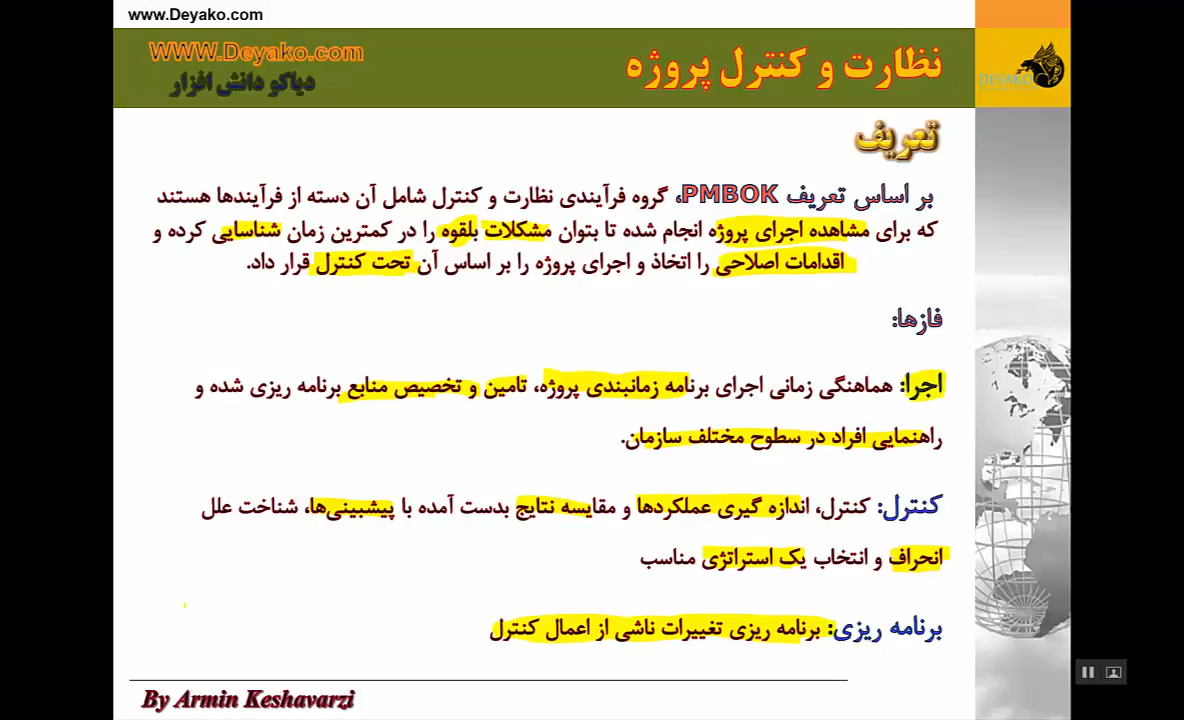 www.Deyako.com
WWW.Deyako.com
دیاکو دانش افزار
نظارت و کنترل پروژه
DEYAKO
تعریف
بر اساس تعریف PMBOK، گروه فرآیندی نظارت و کنترل شامل آن دسته از فرآیندها هستند
که برای مشاهده اجرای پروژه انجام شده تا بتوان مشکلات بلقوه را در کمترین زمان شناسایی کرده و
اقدامات اصلاحی را اتخاذ و اجرای پروژه را بر اساس آن تحت کنترل قرار داد.
فازها:
اجرا: هماهنگی زمانی اجرای برنامه زمانبندی پروژه، تامین و تخصیص منابع برنامه ریزی شده و
راهنمایی افراد در سطوح مختلف سازمان.
کنترل: کنترل، اندازه گیری عملکردها و مقایسه نتایج بدست آمده با پیشبینی‌ها، شناخت علل
انحراف و انتخاب یک استراتژی مناسب
برنامه ریزی: برنامه ریزی تغییرات ناشی از اعمال کنترل
By Armin Keshavarzi